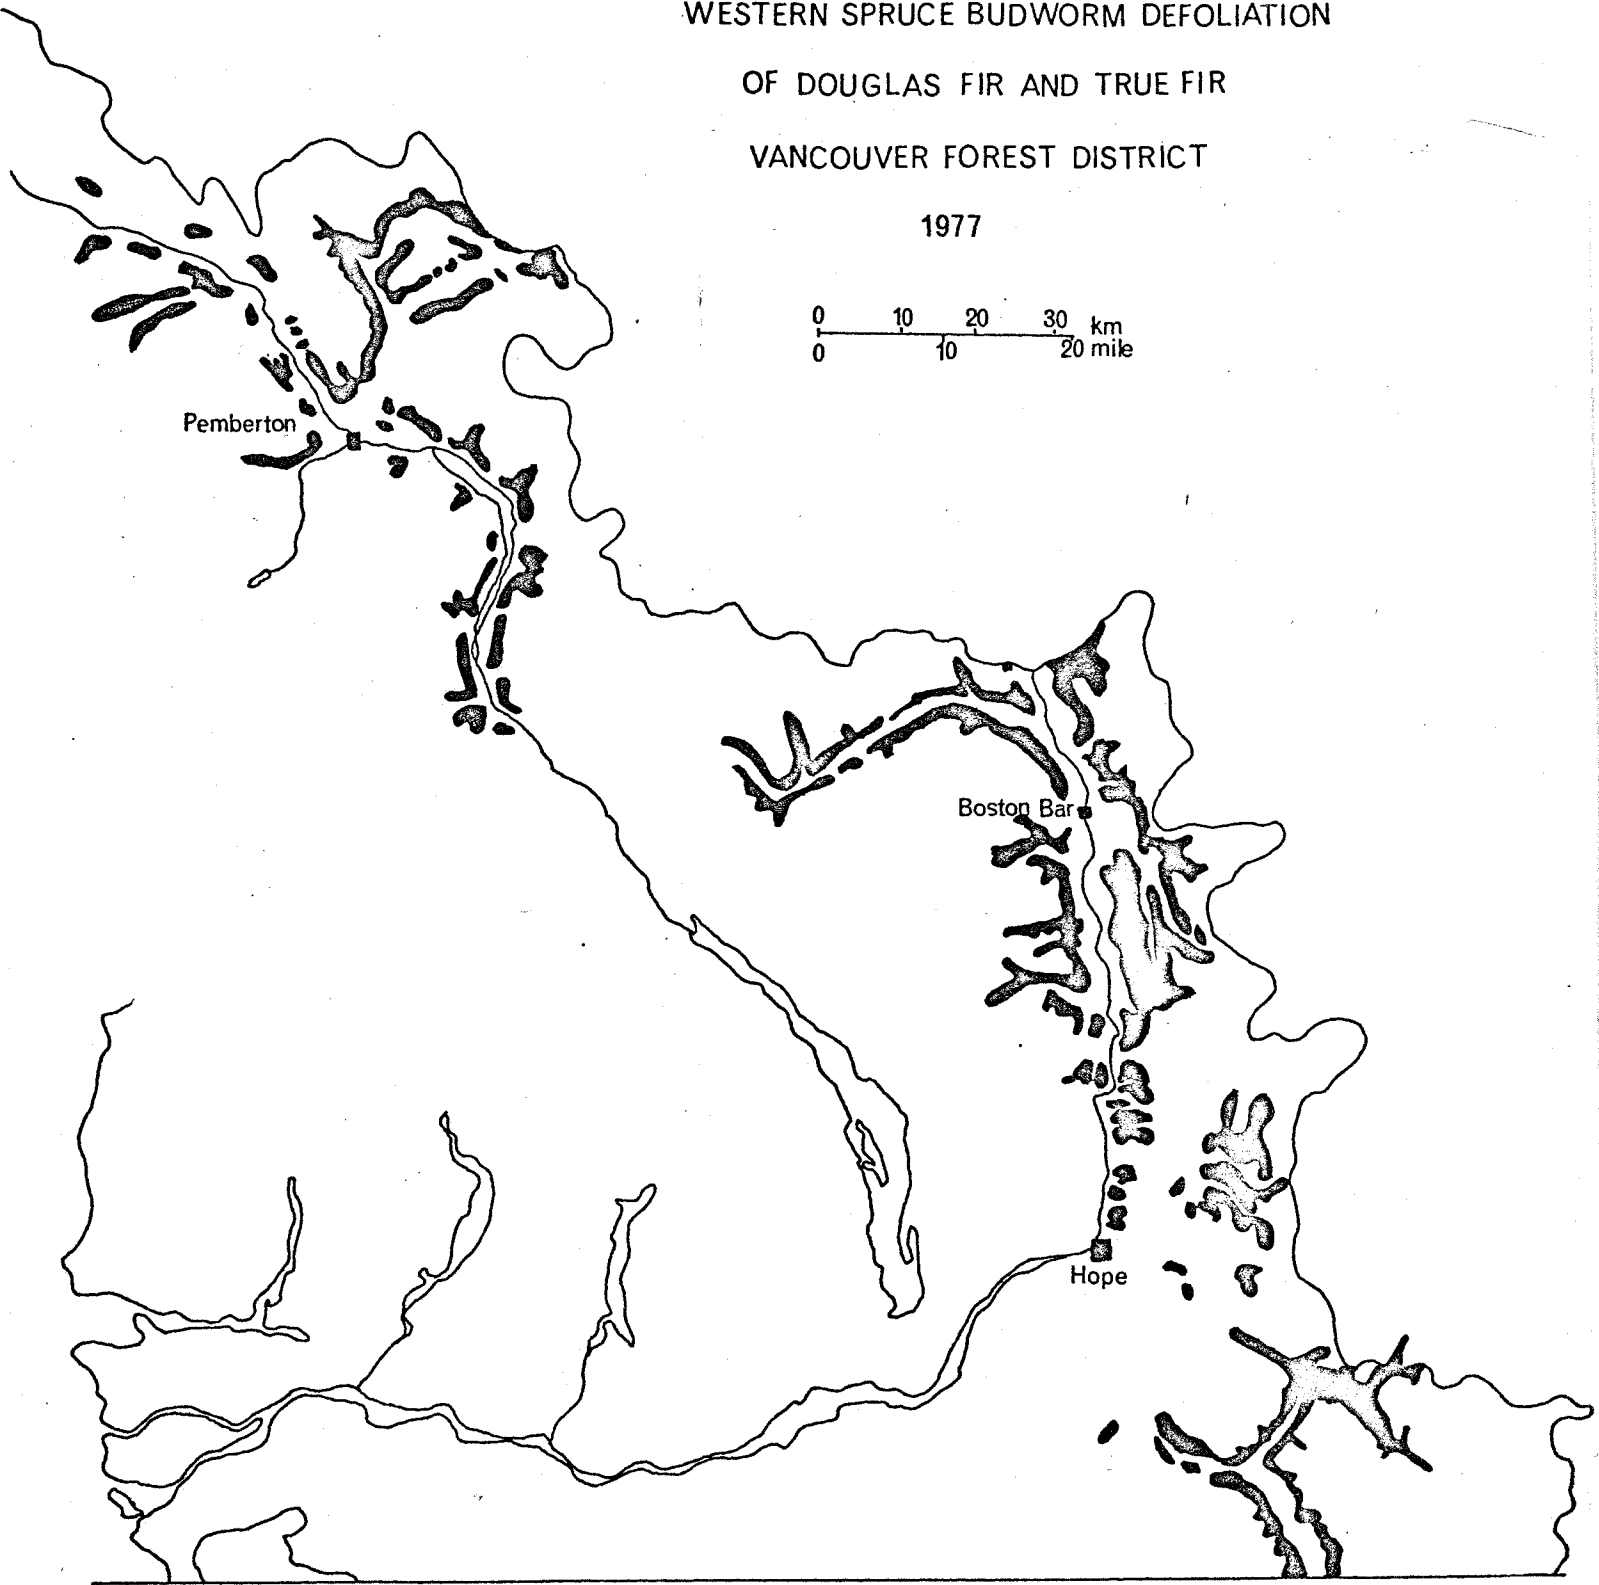 WESTERN SPRUCE BUDWORM DEFOLIATION
OF DOUGLAS FIR AND TRUE FIR
VANCOUVER FOREST DISTRICT
1977
0 10 20 30 km
0 10 20 mile
Pemberton
Boston Bar
Hope